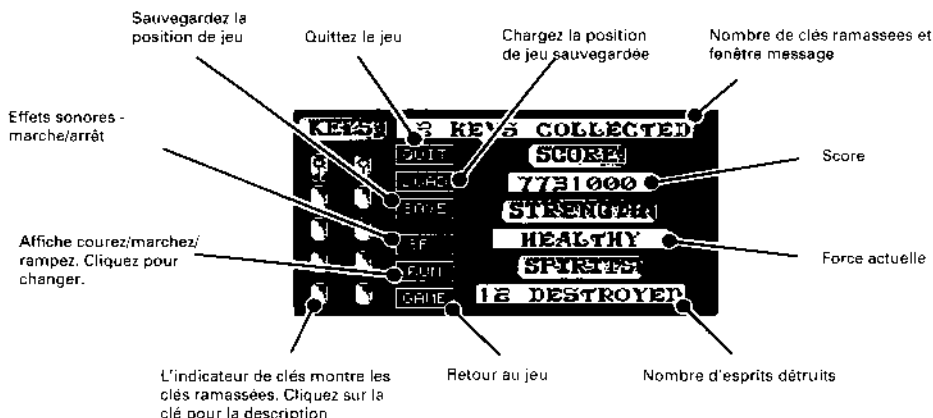 Sauvegardez la
position de jeu
Quittez le jeu
Chargez la position
de jeu sauvegardée
Nombre de clés ramassees et
fenêtre message
Effets sonores -
marche/arrêt
Affiche courez/marchez/
rampez. Cliquez pour
changer.
KEYS
KEYS COLLECTED
QUIT
LOAD
SAVE
RUN
GAME
SCORE
7731000
STRENGTH
HEALTHY
SPIRITS
12 DESTROYED
Score
Force actuelle
L'indicateur de clés montre les
clés ramassées. Cliquez sur la
clé pour la description
Retour au jeu
Nombre d'esprits détruits